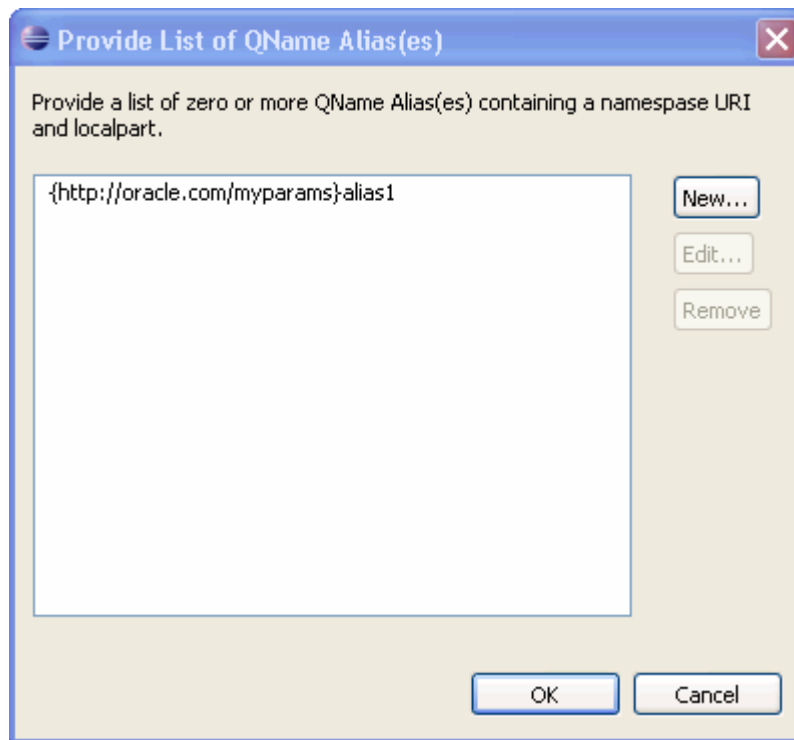 Provide List of QName Alias(es)
Provide a list of zero or more QName Alias(es) containing a namespase URI
and localpart.
{http://oracle.com/myparams}alias1
New...
Edit...
Remove
OK
Cancel